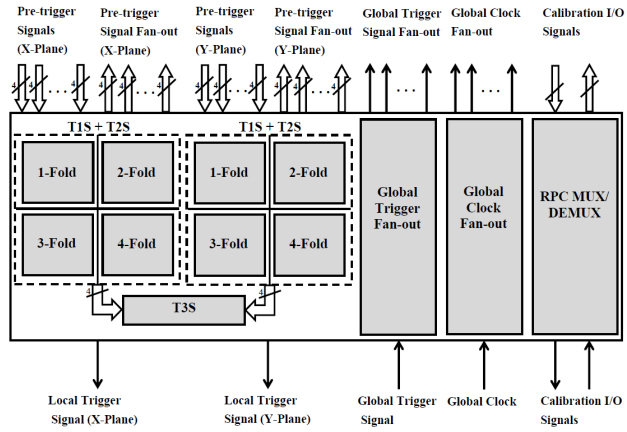 Pre-trigger
Signals
(X-Plane)
Pre-trigger
Signal Fan-out
(X-Plane)
Pre-trigger
Signals
(Y-Plane)
Pre-trigger
Signal Fan-out
(Y-Plane)
Global Trigger
Signal Fan-out
Global Clock
Fan-out
Calibration I/O
Signals
4
4
...
4
4
4
...
4
4
4
...
4
4
4
...
4
...
...
T1S + T2S
1-Fold
2-Fold
3-Fold
4-Fold
4
T1S + T2S
1-Fold
2-Fold
3-Fold
4-Fold
4
T3S
Global
Trigger
Fan-out
Global
Clock
Fan-out
RPC MUX/
DEMUX
Local Trigger
Signal (X-Plane)
Local Trigger
Signal (Y-Plane)
Global Trigger
Signal
Global Clock
Calibration I/O
Signals